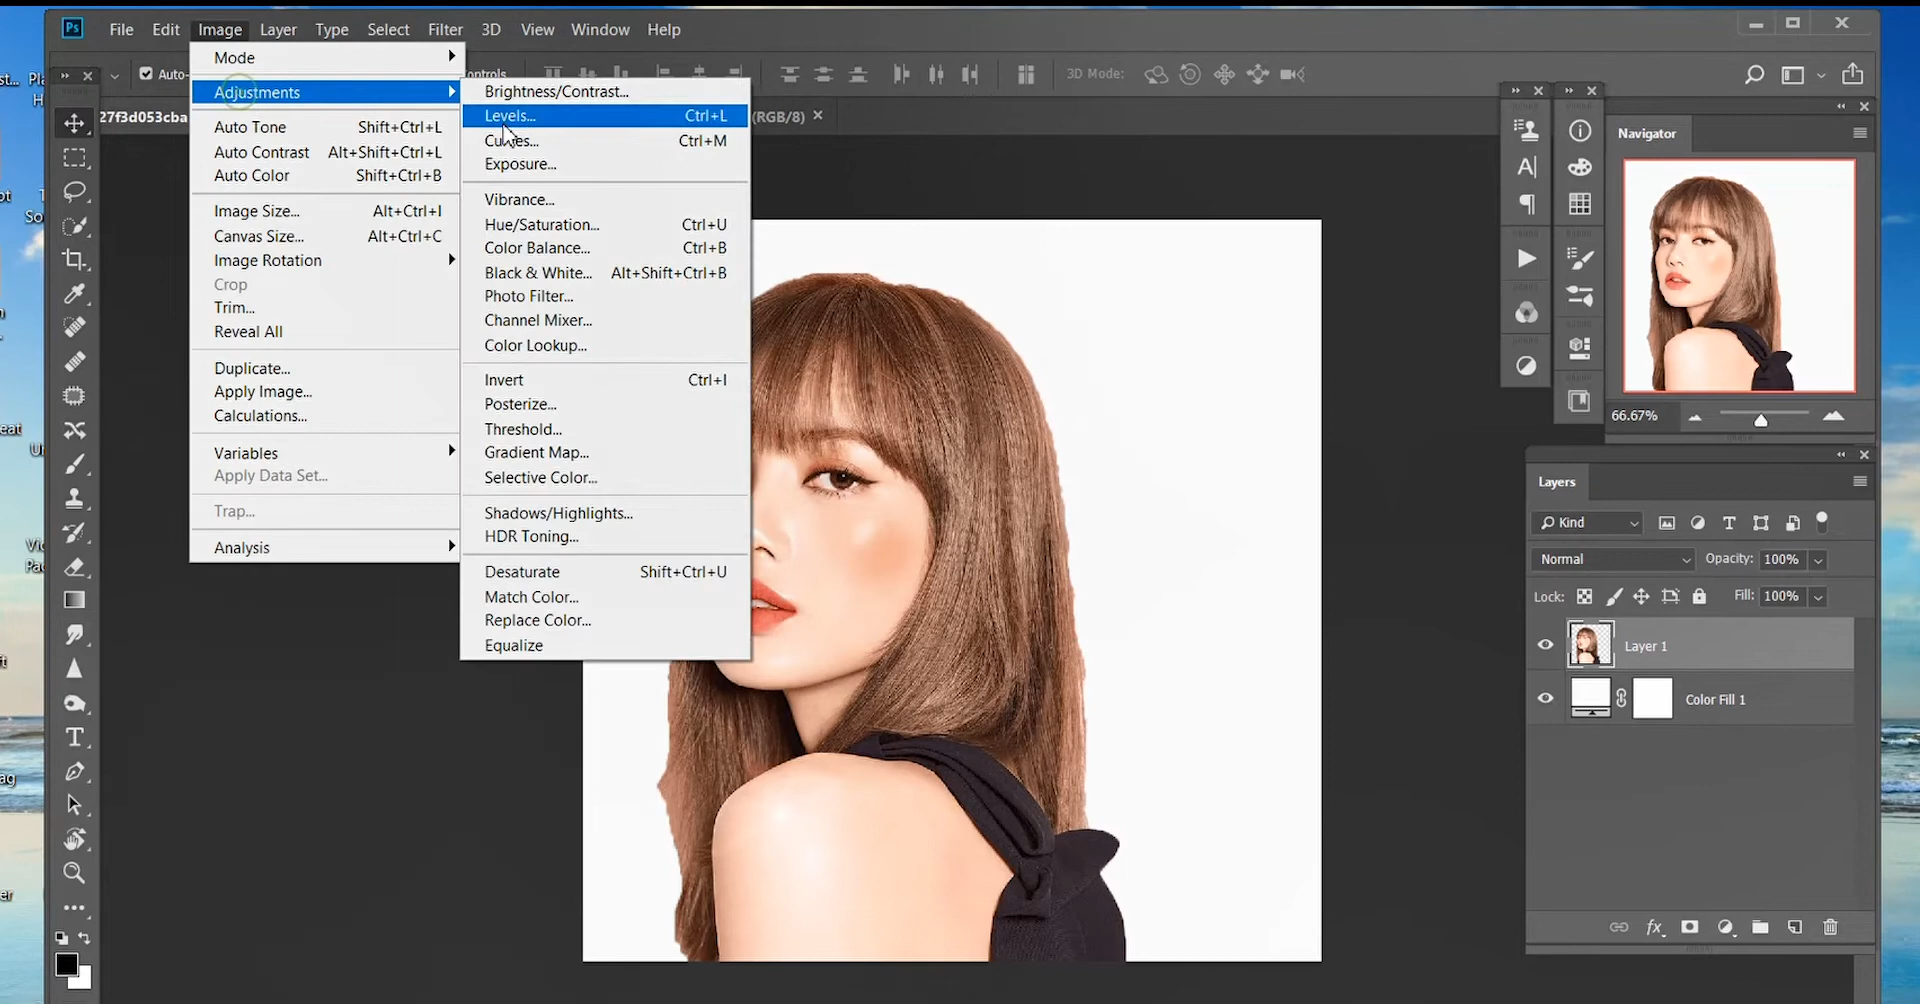 Ps File Edit Image Layer Type Select Filter 3D View Window Help
Auto-
3D Mode:
27f3d053cba
(RGB/8)
Mode
Adjustments
Auto Tone Shift+Ctrl+L
Auto Contrast Alt+Shift+Ctrl+L
Auto Color Shift+Ctrl+B
Image Size... Alt+Ctrl+I
Canvas Size... Alt+Ctrl+C
Image Rotation
Crop
Trim...
Reveal All
Duplicate...
Apply Image...
Calculations...
Variables
Apply Data Set...
Trap...
Analysis
Brightness/Contrast...
Levels... Ctrl+L
Curves... Ctrl+M
Exposure...
Vibrance...
Hue/Saturation... Ctrl+U
Color Balance... Ctrl+B
Black & White... Alt+Shift+Ctrl+B
Photo Filter...
Channel Mixer...
Color Lookup...
Invert Ctrl+I
Posterize...
Threshold...
Gradient Map...
Selective Color...
Shadows/Highlights...
HDR Toning...
Desaturate Shift+Ctrl+U
Match Color...
Replace Color...
Equalize
Navigator
66.67%
Layers
Kind
Normal Opacity: 100%
Lock: Fill: 100%
Layer 1
Color Fill 1